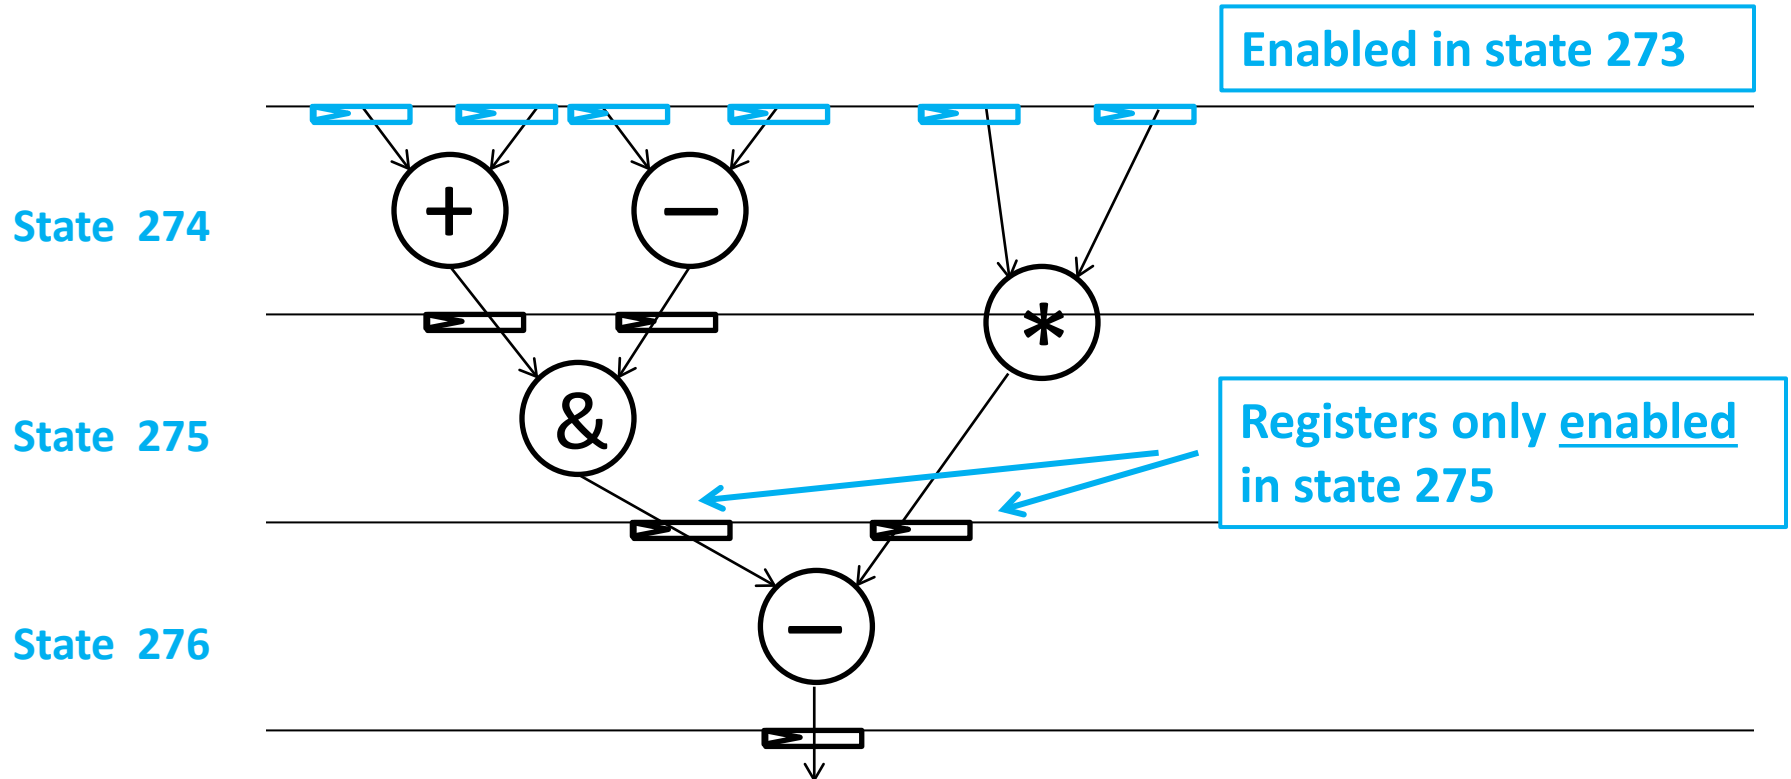 Enabled in state 273
+
−
State 274
*
&
Registers only enabled
in state 275
State 275
−
State 276